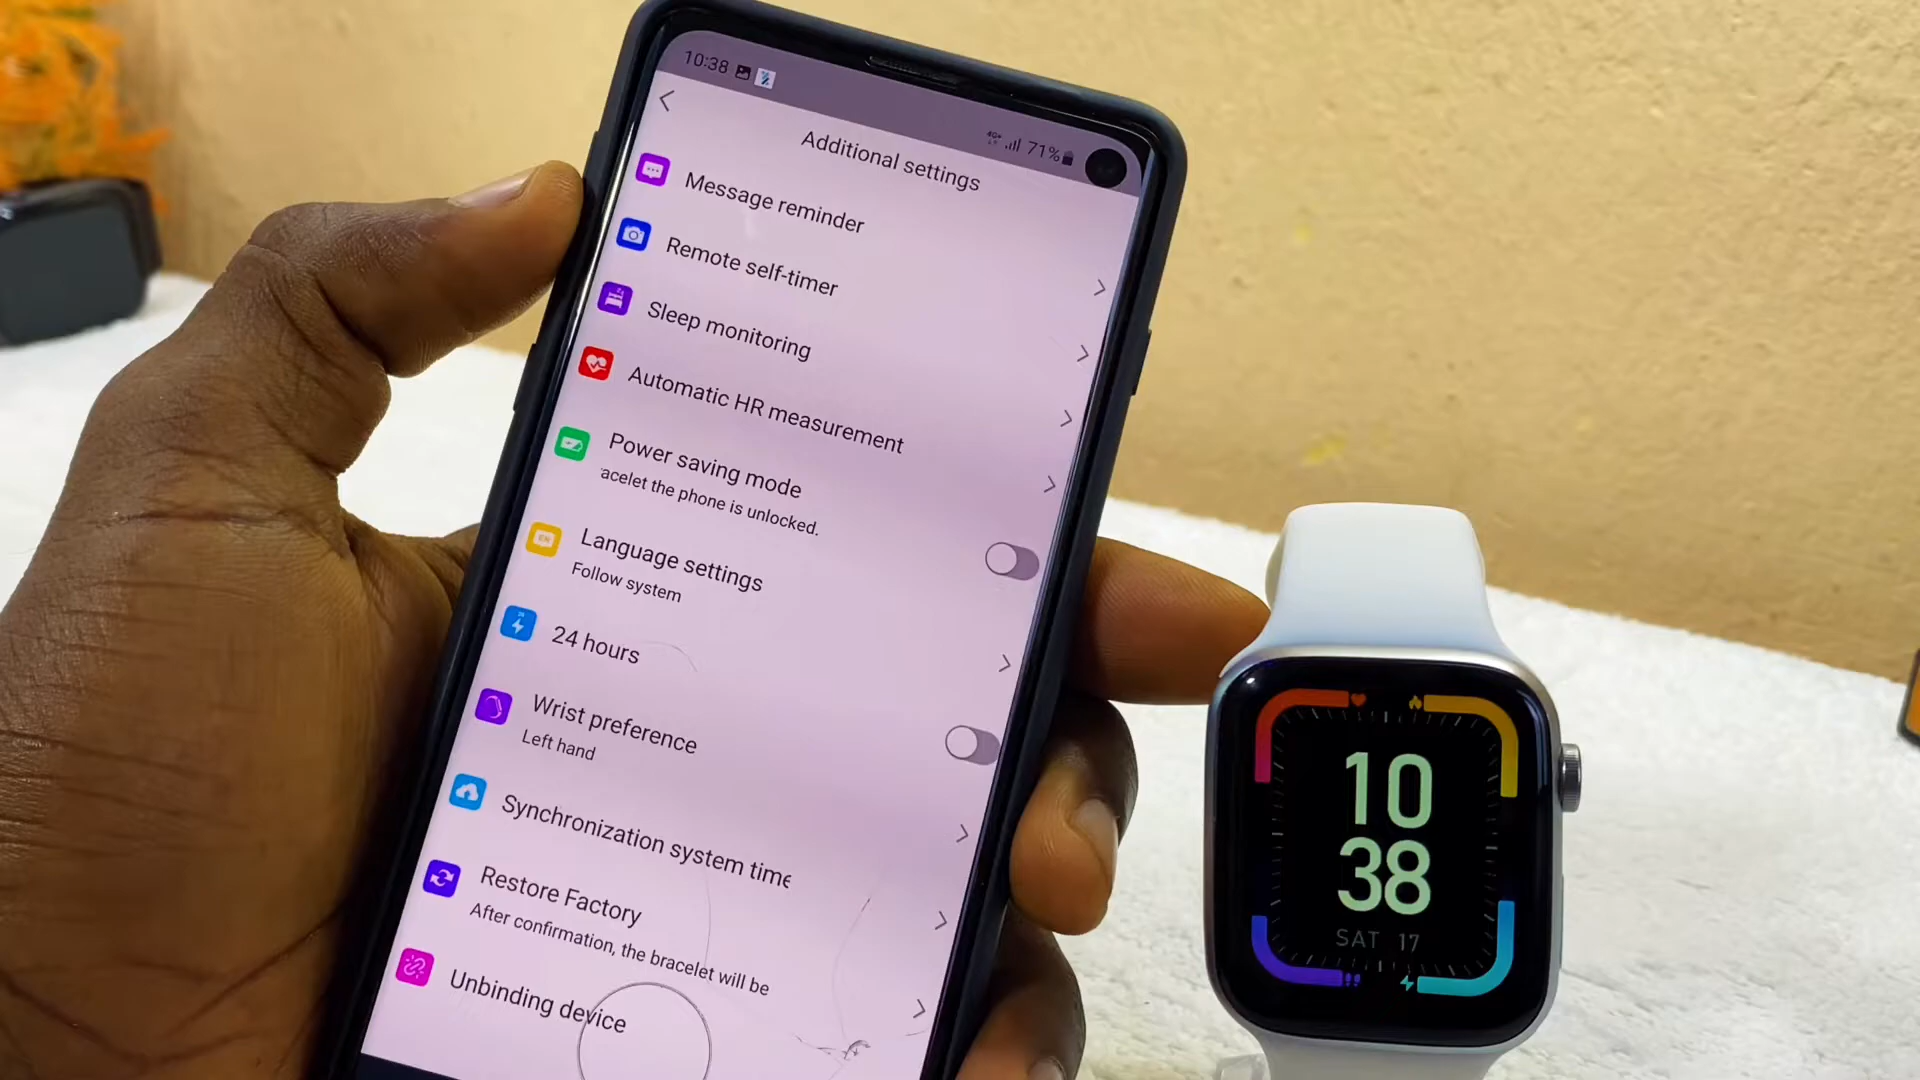 10:38
71%
Additional settings
Message reminder
Remote self-timer
Sleep monitoring
Automatic HR measurement
Power saving mode
acelet the phone is unlocked.
EN
Language settings
Follow system
24 hours
Wrist preference
Left hand
Synchronization system time
Restore Factory
After confirmation, the bracelet will be
Unbinding device
10
38
SAT 17